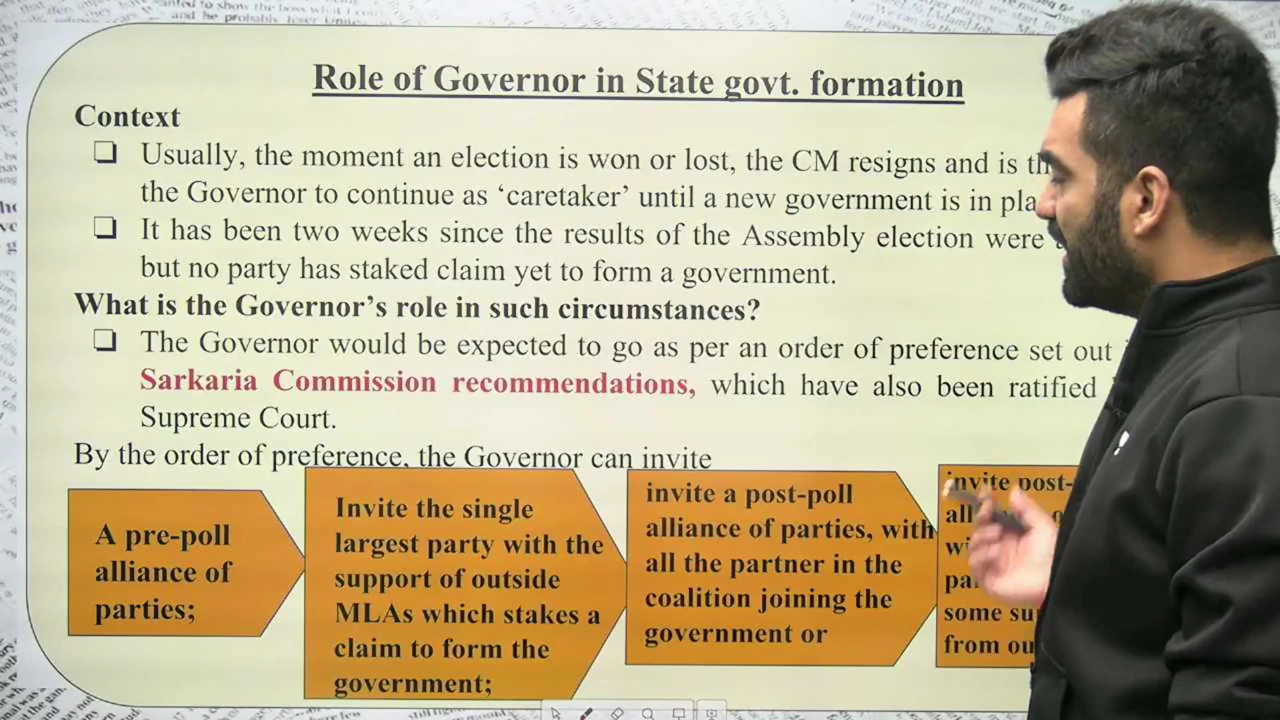 Role of Governor in State govt. formation
Context
❑ Usually, the moment an election is won or lost, the CM resigns and is
the Governor to continue as ‘caretaker’ until a new government is in
❑ It has been two weeks since the results of the Assembly election were
but no party has staked claim yet to form a government.
What is the Governor’s role in such circumstances?
❑ The Governor would be expected to go as per an order of preference set out
Sarkaria Commission recommendations, which have also been ratified
Supreme Court.
By the order of preference, the Governor can invite
A pre-poll
alliance of
parties;
Invite the single
largest party with the
support of outside
MLAs which stakes a
claim to form the
government;
invite a post-poll
alliance of parties, with
all the partner in the
coalition joining the
government or
invite post-
some
from